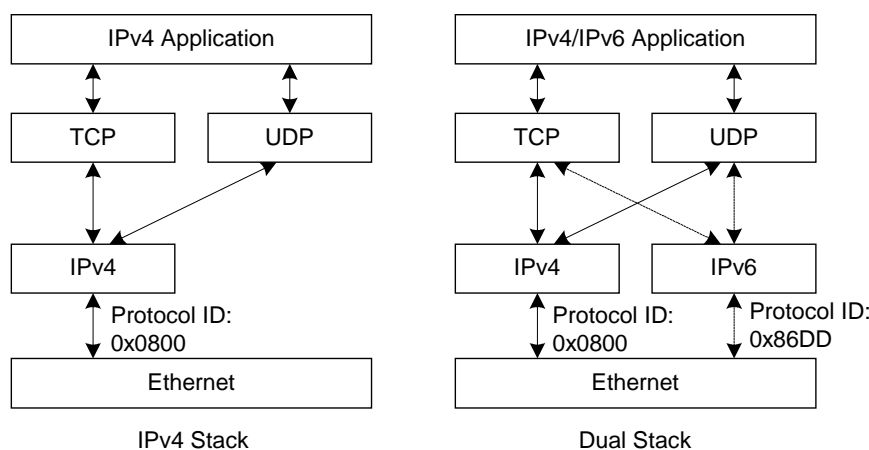 IPv4 Application
TCP
UDP
IPv4
Protocol ID:
0x0800
Ethernet
IPv4 Stack
IPv4/IPv6 Application
TCP
UDP
IPv4
IPv6
Protocol ID:
0x0800
Protocol ID:
0x86DD
Ethernet
Dual Stack